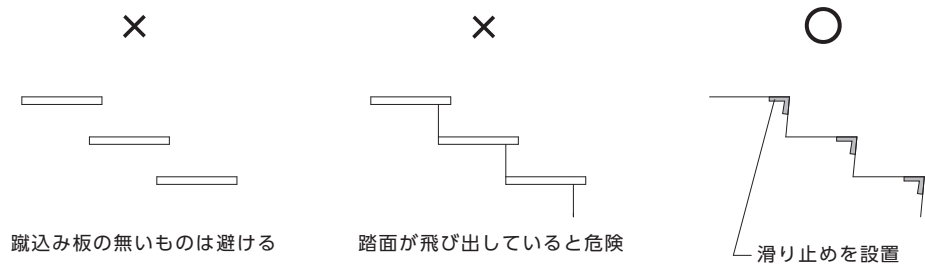 × × ○
蹴込み板の無いものは避ける
踏面が飛び出していると危険
滑り止めを設置